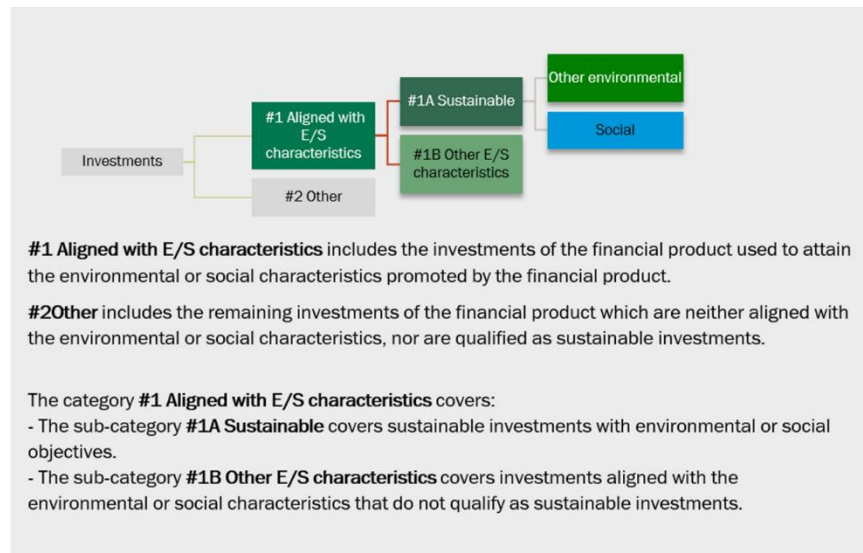 Other environmental
#1A Sustainable
#1 Aligned with
E/S
characteristics
Social
Investments
#1B Other E/S
characteristics
#2 Other
#1 Aligned with E/S characteristics includes the investments of the financial product used to attain
the environmental or social characteristics promoted by the financial product.
#2Other includes the remaining investments of the financial product which are neither aligned with
the environmental or social characteristics, nor are qualified as sustainable investments.
The category #1 Aligned with E/S characteristics covers:
- The sub-category #1A Sustainable covers sustainable investments with environmental or social
objectives.
- The sub-category #1B Other E/S characteristics covers investments aligned with the
environmental or social characteristics that do not qualify as sustainable investments.